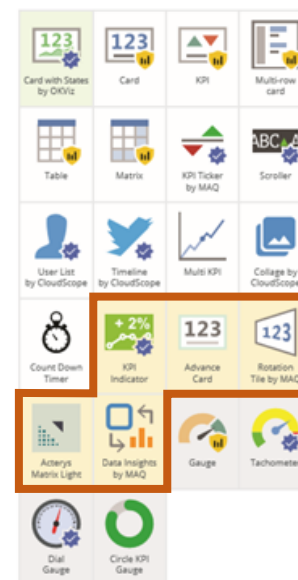 123
Card with States
by OKViz
123
Card
KPI
Multi-row
card
Table
Matrix
KPI Ticker
by MAQ
ABC
Scroller
User List
by CloudScope
Timeline
by CloudScope
Multi KPI
Collage by
CloudScope
Count Down
Timer
+ 2%
KPI
Indicator
123
Advance
Card
123
Rotation
Tile by MAQ
Acterys
Matrix Light
Data Insights
by MAQ
Gauge
Tachometer
Dial
Gauge
Circle KPI
Gauge